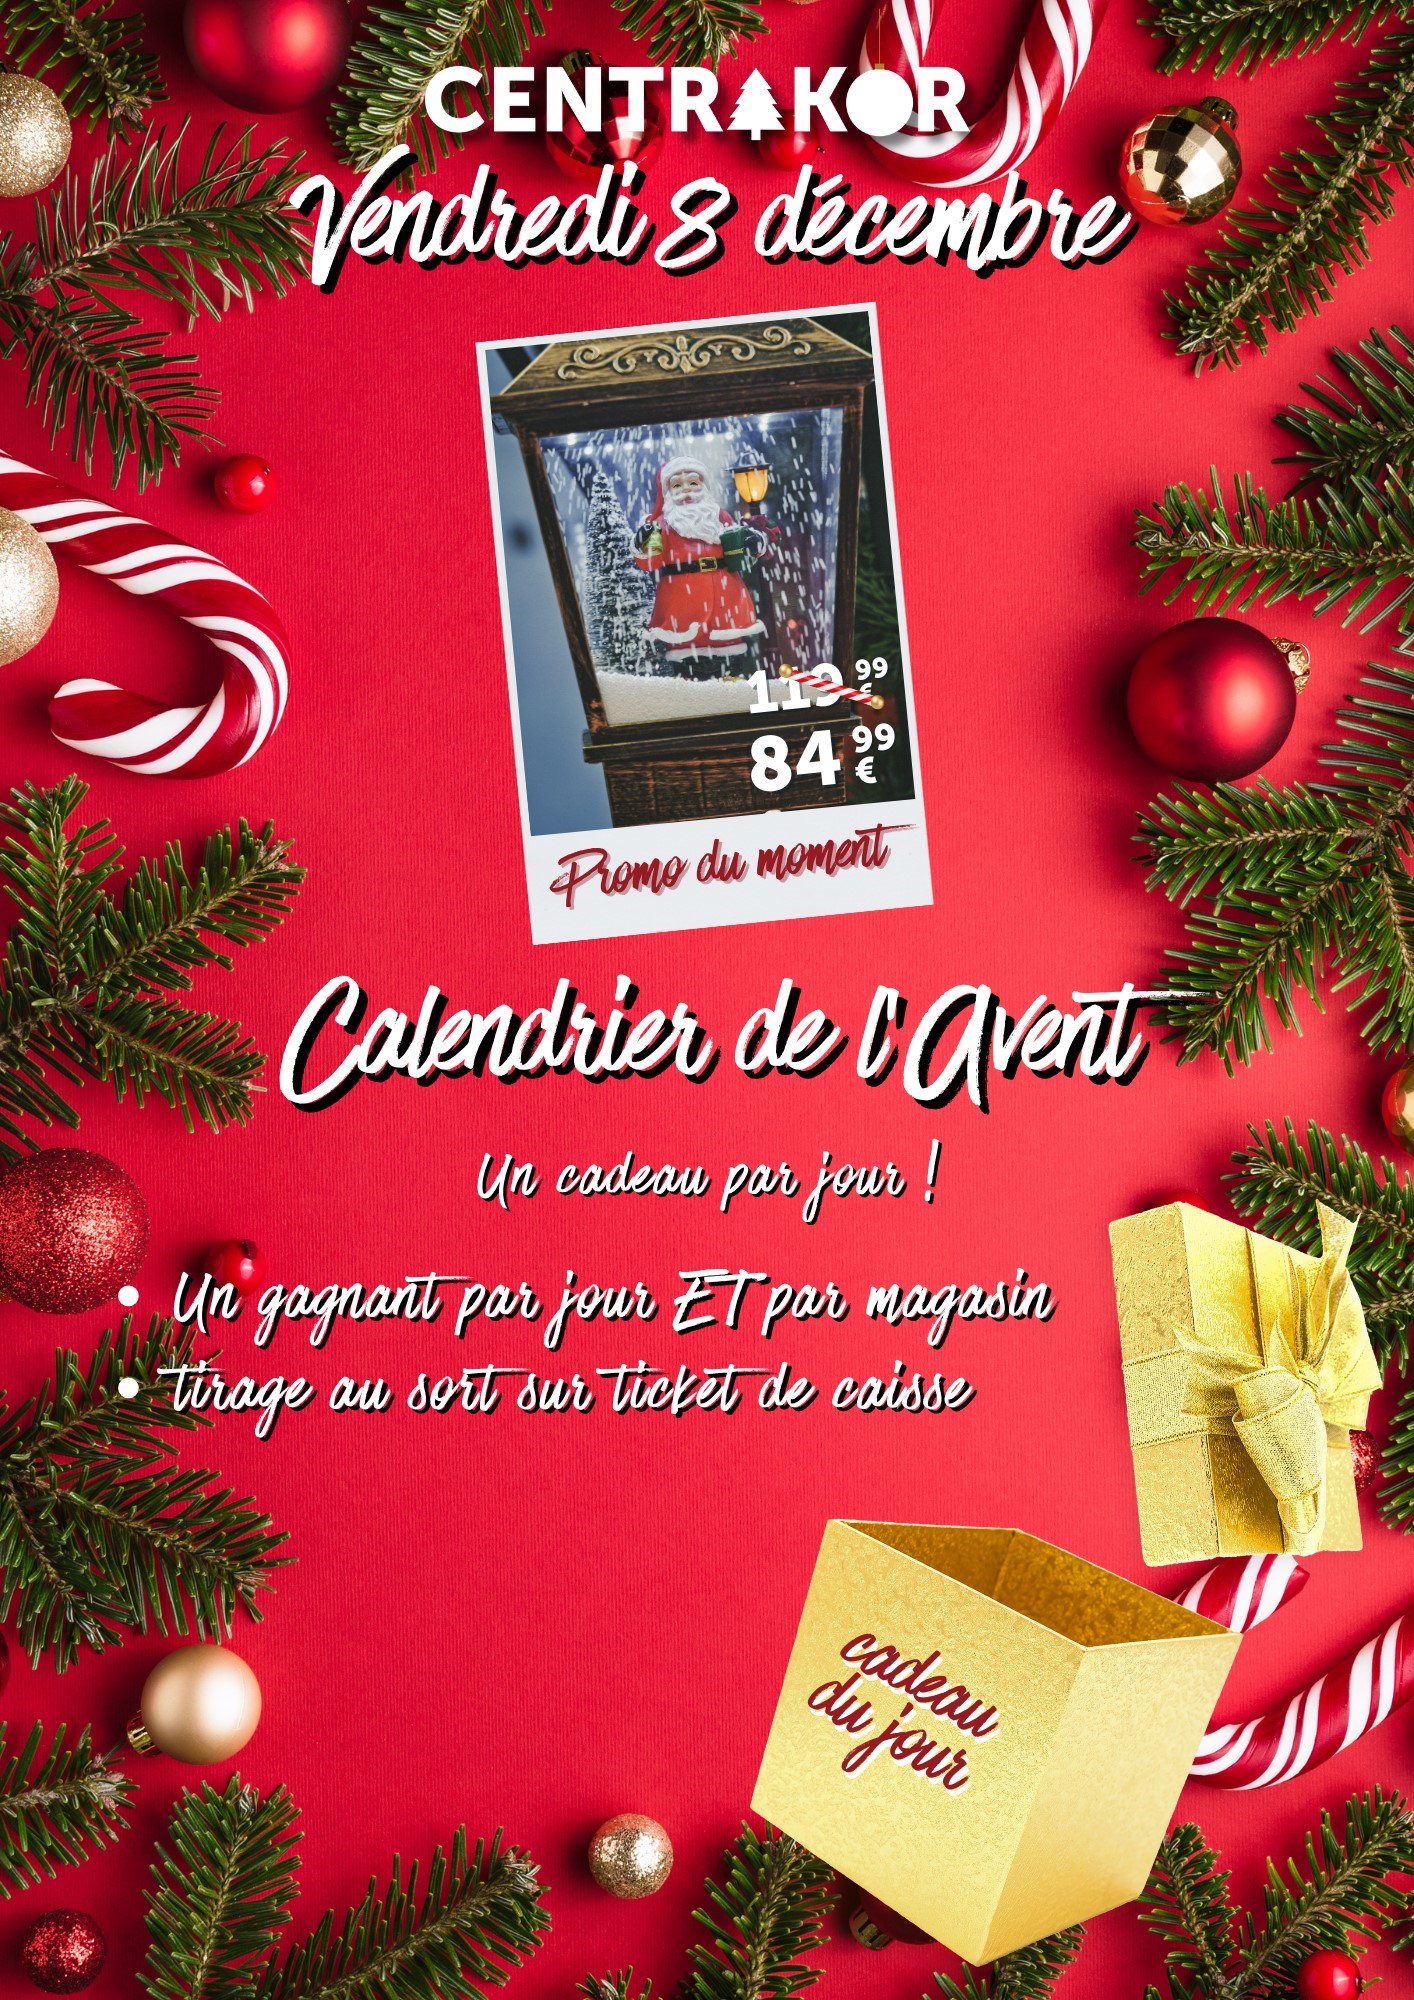 CENTRAKOR
Vendredi 8 décembre
119 99 €
84 99 €
Promo du moment
Calendrier de l'Avent
Un cadeau par jour !
• Un gagnant par jour ET par magasin
• tirage au sort sur ticket de caisse
cadeau
du jour